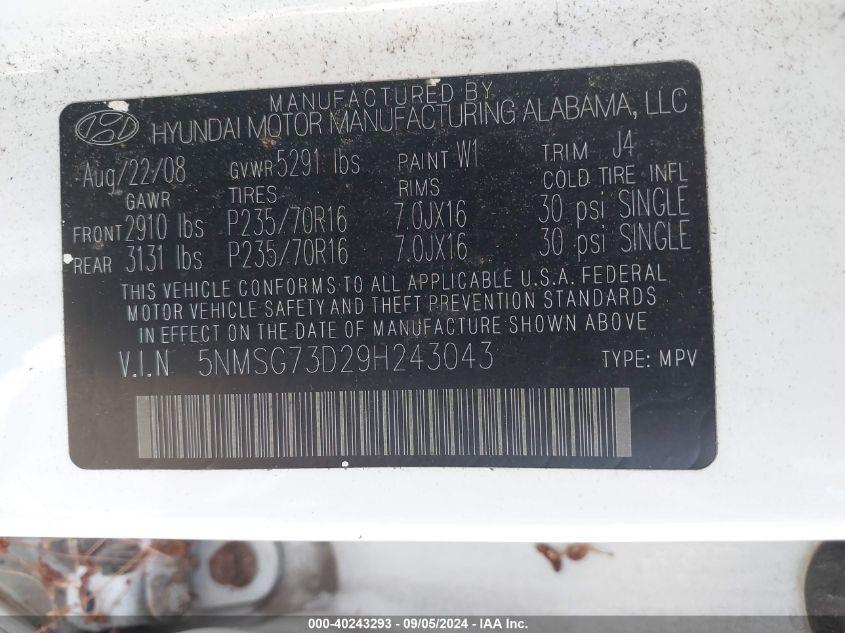 MANUFACTURED BY
HYUNDAI MOTOR MANUFACTURING ALABAMA, LLC
Aug/22/08 GVWR 5291 lbs PAINT W1 TRIM J4
GAWR TIRES RIMS COLD TIRE INFL
FRONT 2910 lbs P235/70R16 7.0JX16 30 psi SINGLE
REAR 3131 lbs P235/70R16 7.0JX16 30 psi SINGLE
THIS VEHICLE CONFORMS TO ALL APPLICABLE U.S.A. FEDERAL
MOTOR VEHICLE SAFETY AND THEFT PREVENTION STANDARDS
IN EFFECT ON THE DATE OF MANUFACTURE SHOWN ABOVE.
V.I.N 5NMSG73D29H243043 TYPE: MPV
000-40243293 - 09/05/2024 - IAA Inc.